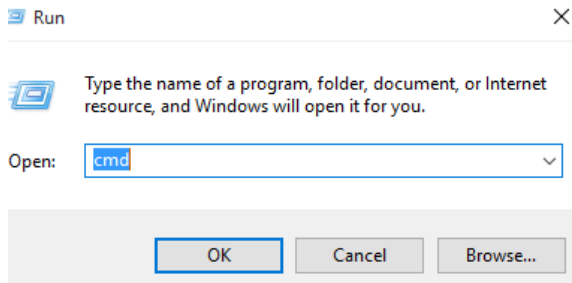 Run
Type the name of a program, folder, document, or Internet
resource, and Windows will open it for you.
Open: cmd
OK Cancel Browse...